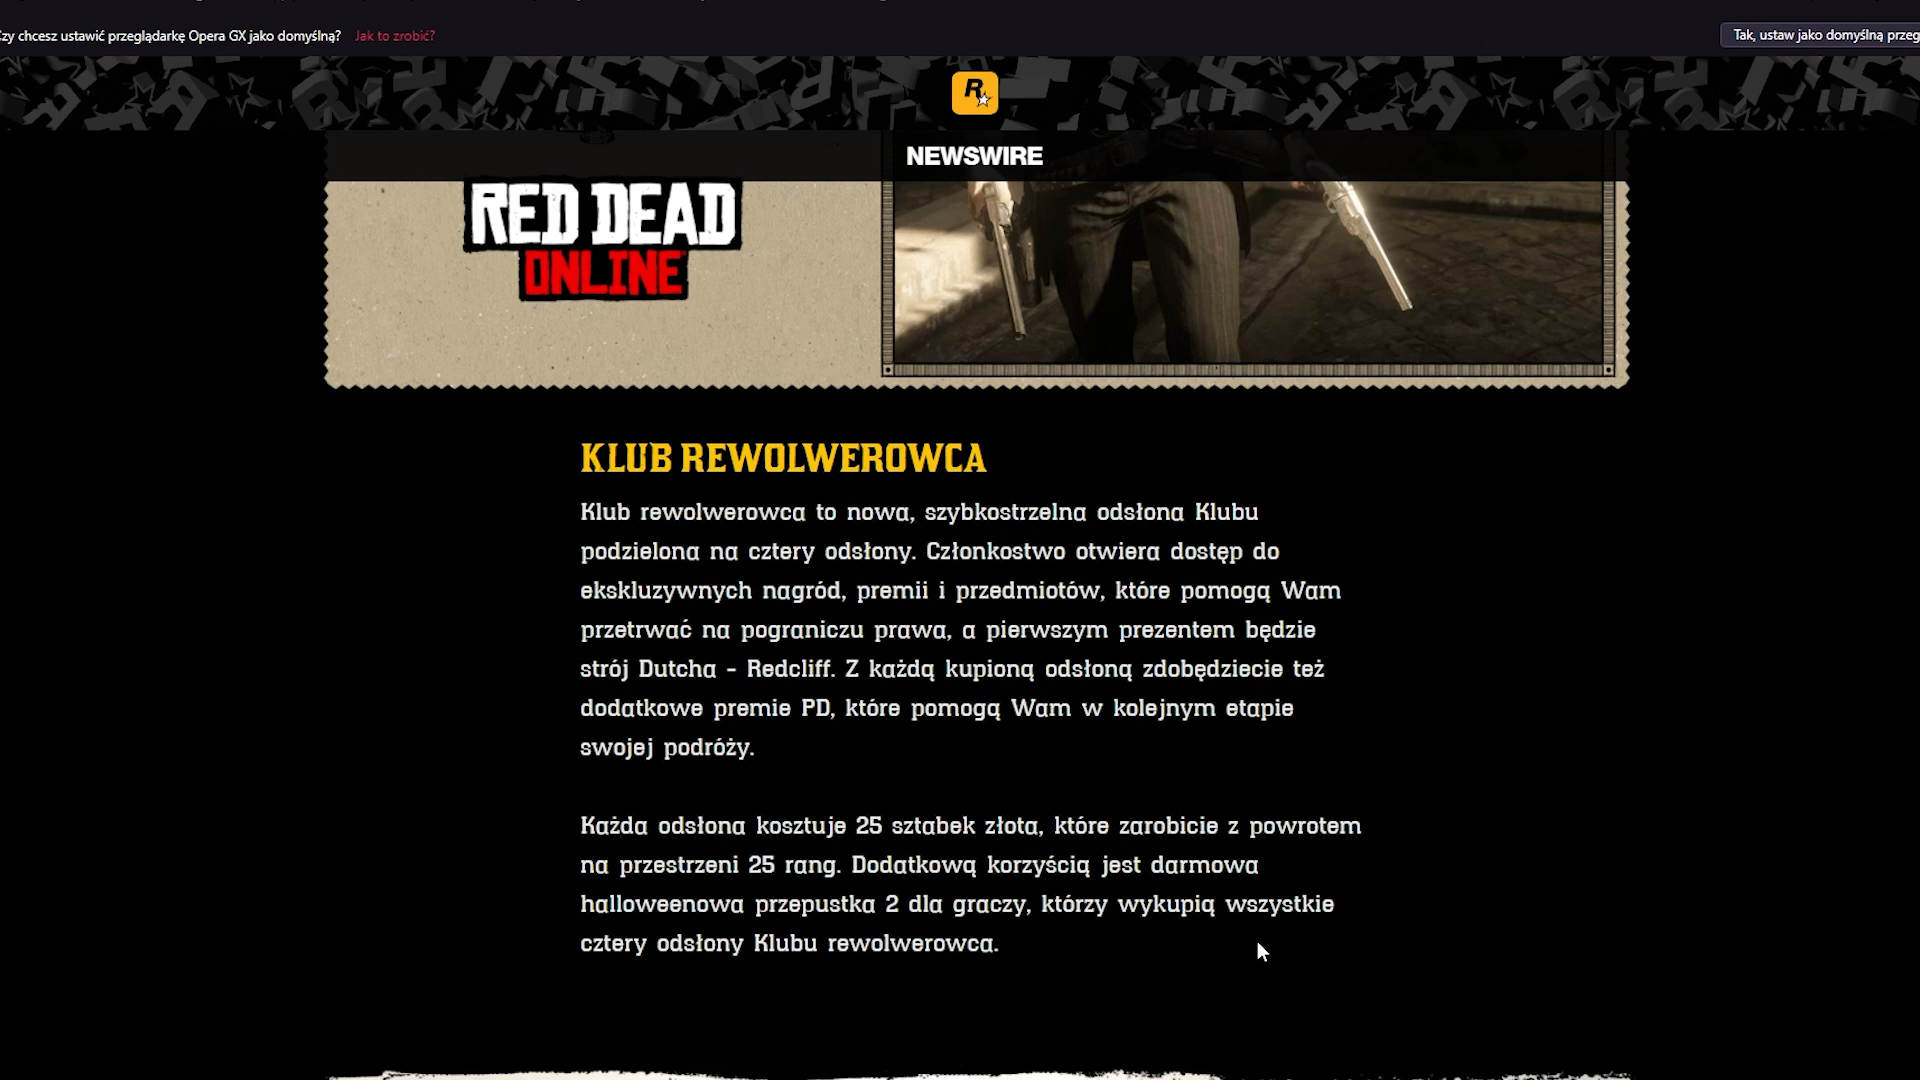 zy chcesz ustawić przeglądarkę Opera GX jako domyślną? Jak to zrobić?
Tak, ustaw jako domyślną przeg
R
NEWSWIRE
RED DEAD
ONLINE
KLUB REWOLWEROWCA
Klub rewolwerowca to nowa, szybkostrzelna odsłona Klubu
podzielona na cztery odsłony. Członkostwo otwiera dostęp do
ekskluzywnych nagród, premii i przedmiotów, które pomogą Wam
przetrwać na pograniczu prawa, a pierwszym prezentem będzie
strój Dutcha - Redcliff. Z każdą kupioną odsłoną zdobędziecie też
dodatkowe premie PD, które pomogą Wam w kolejnym etapie
swojej podróży.
Każda odsłona kosztuje 25 sztabek złota, które zarobicie z powrotem
na przestrzeni 25 rang. Dodatkową korzyścią jest darmowa
halloweenowa przepustka 2 dla graczy, którzy wykupią wszystkie
cztery odsłony Klubu rewolwerowca.